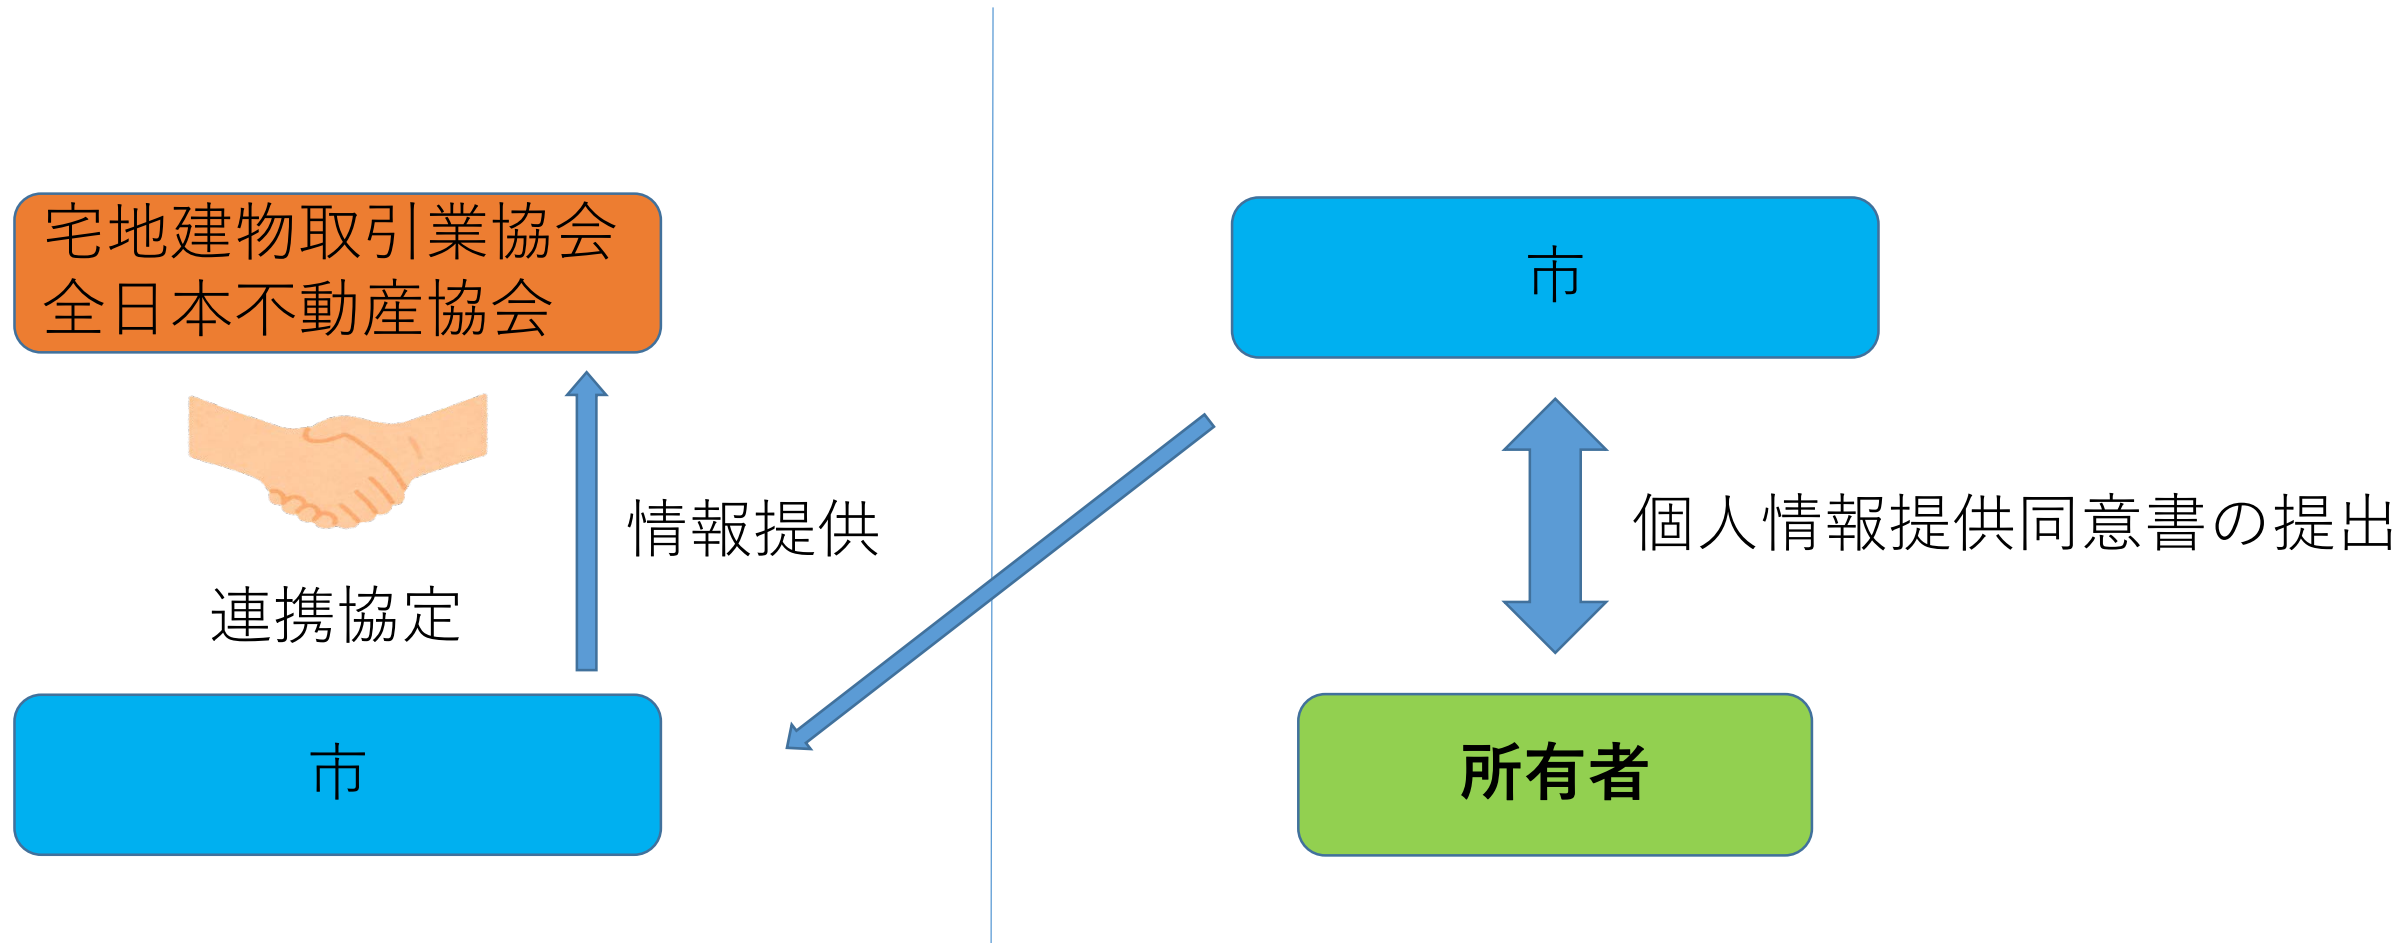 宅地建物取引業協会
全日本不動産協会
情報提供
連携協定
市
市
個人情報提供同意書の提出
所有者